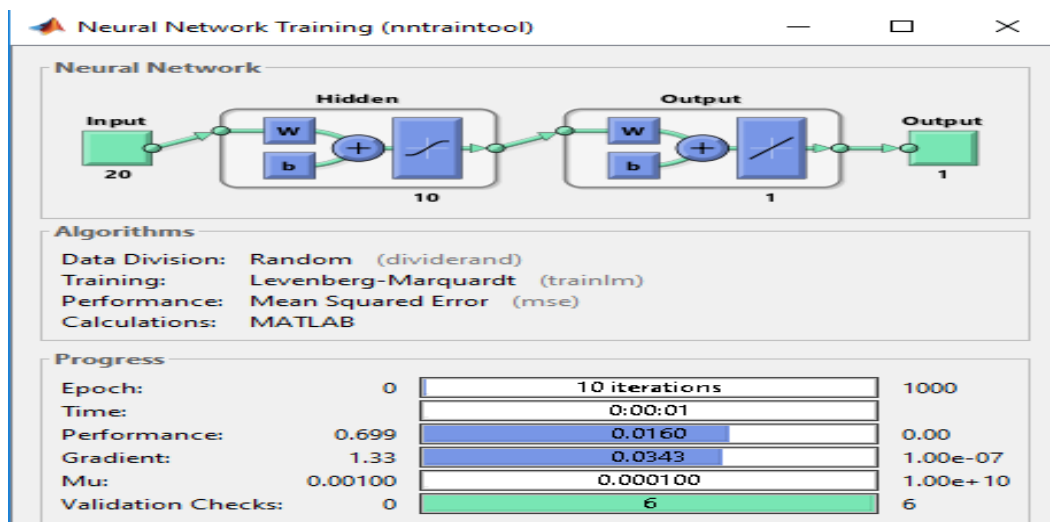 Neural Network Training (nntraintool)
Neural Network
Hidden
Output
Input
Output
W
b
+
W
b
+
20
10
1
1
Algorithms
Data Division: Random (dividerand)
Training: Levenberg-Marquardt (trainlm)
Performance: Mean Squared Error (mse)
Calculations: MATLAB
Progress
Epoch: 0 10 iterations 1000
Time: 0:00:01
Performance: 0.699 0.0160 0.00
Gradient: 1.33 0.0343 1.00e-07
Mu: 0.00100 0.000100 1.00e+10
Validation Checks: 0 6 6